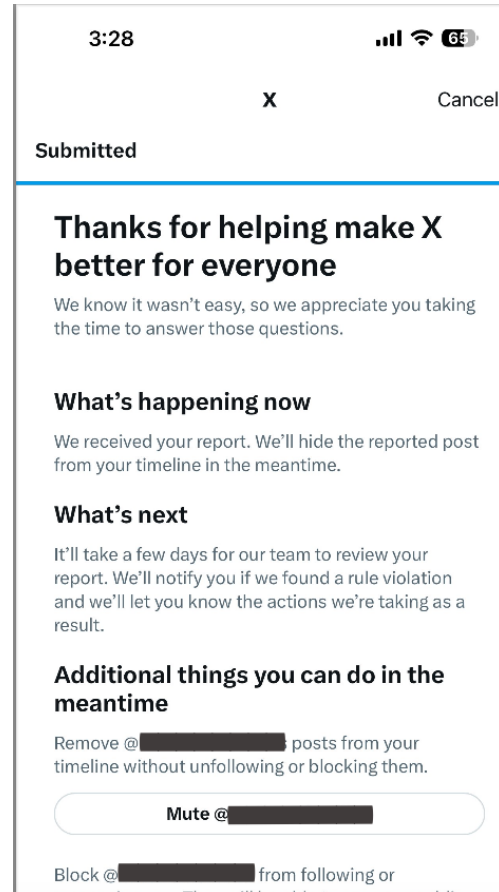 3:28
65
X
Cancel
Submitted
Thanks for helping make X
better for everyone
We know it wasn't easy, so we appreciate you taking
the time to answer those questions.
What's happening now
We received your report. We'll hide the reported post
from your timeline in the meantime.
What's next
It'll take a few days for our team to review your
report. We'll notify you if we found a rule violation
and we'll let you know the actions we're taking as a
result.
Additional things you can do in the
meantime
Remove @ posts from your
timeline without unfollowing or blocking them.
Mute @
Block @ from following or